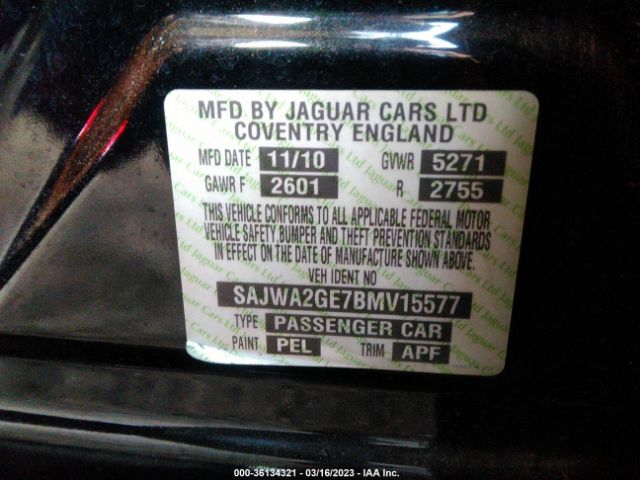 MFD BY JAGUAR CARS LTD
COVENTRY ENGLAND
MFD DATE 11/10 GVWR 5271
GAWR F 2601 R 2755
THIS VEHICLE CONFORMS TO ALL APPLICABLE FEDERAL MOTOR
VEHICLE SAFETY BUMPER AND THEFT PREVENTION STANDARDS
IN EFFECT ON THE DATE OF MANUFACTURE SHOWN ABOVE.
VEH IDENT NO
SAJWA2GE7BMV15577
TYPE PASSENGER CAR
PAINT PEL TRIM APF
000-36134321 - 03/16/2023 - IAA Inc.